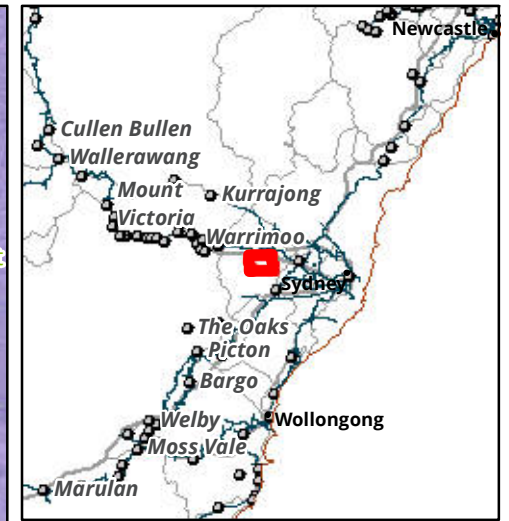 Newcastle
Cullen Bullen
Wallerawang
Mount
Victoria
Kurrajong
Warrimoo
Sydney
The Oaks
Picton
Bargo
Welby
Wollongong
Moss Vale
Marulan